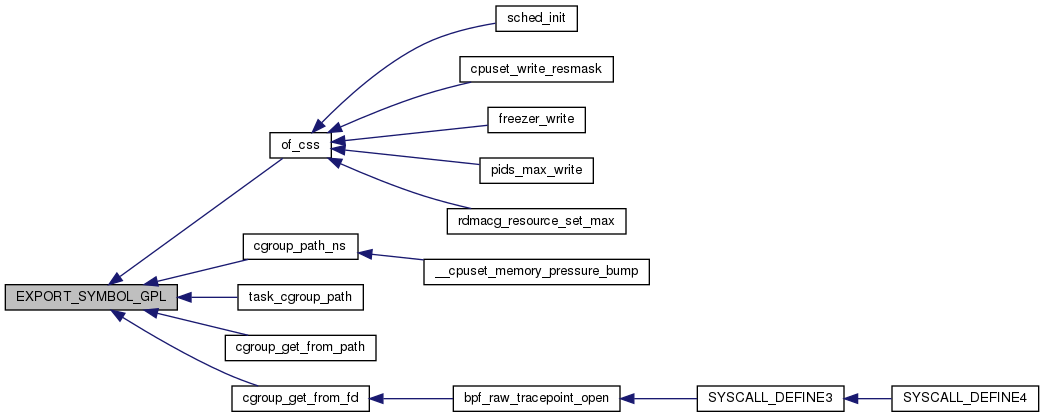 sched_init
cpuset_write_resmask
freezer_write
of_css
pids_max_write
rdmacg_resource_set_max
cgroup_path_ns
__cpuset_memory_pressure_bump
EXPORT_SYMBOL_GPL
task_cgroup_path
cgroup_get_from_path
cgroup_get_from_fd
bpf_raw_tracepoint_open
SYSCALL_DEFINE3
SYSCALL_DEFINE4